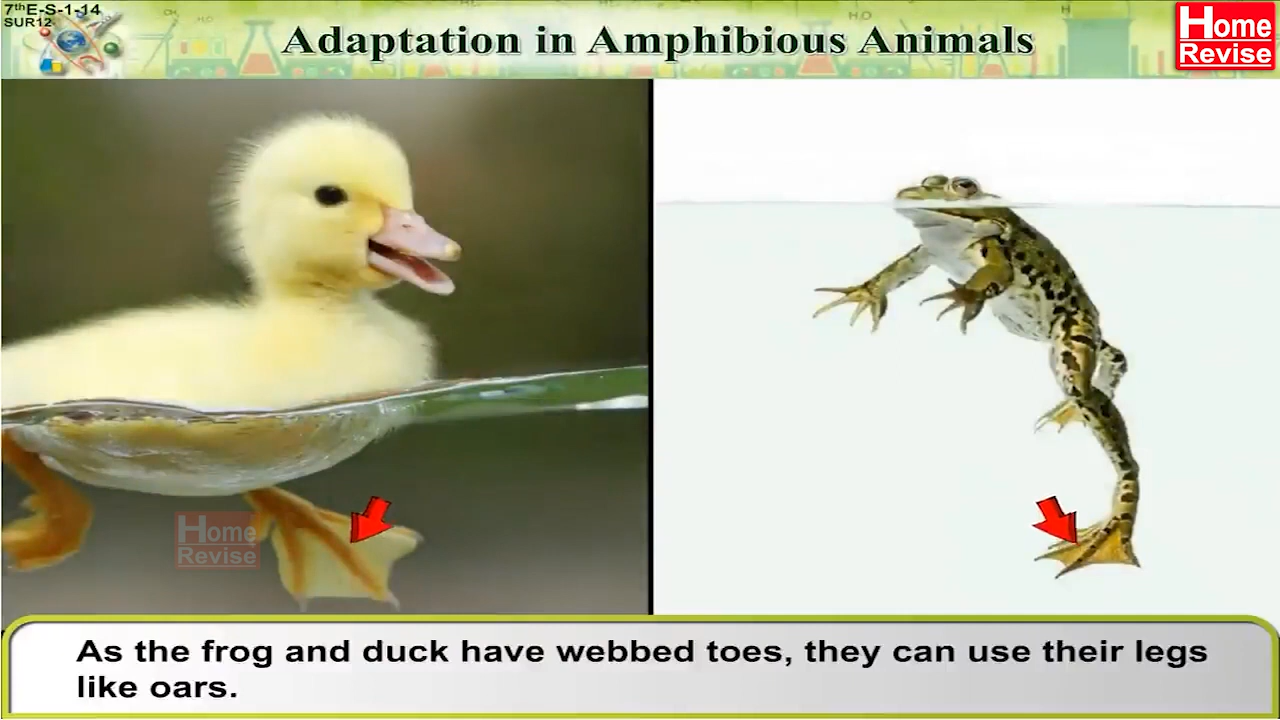 7thE-S-1-14
SUR12
Adaptation in Amphibious Animals
Home
Revise
Home
Revise
As the frog and duck have webbed toes, they can use their legs
like oars.